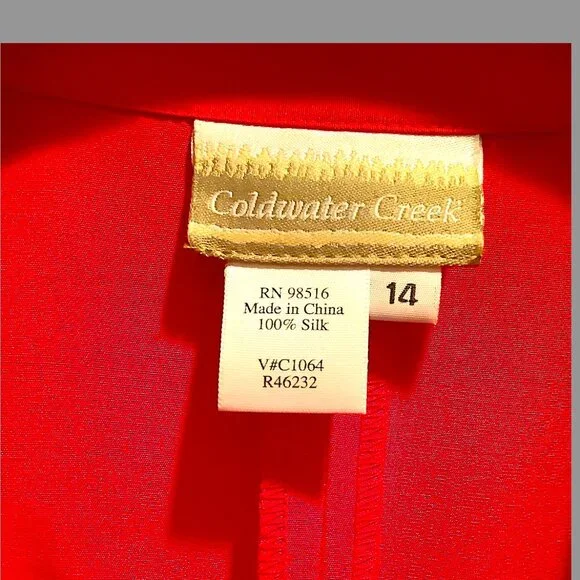 Coldwater Creek
14
RN 98516
Made in China
100% Silk
V#C1064
R46232